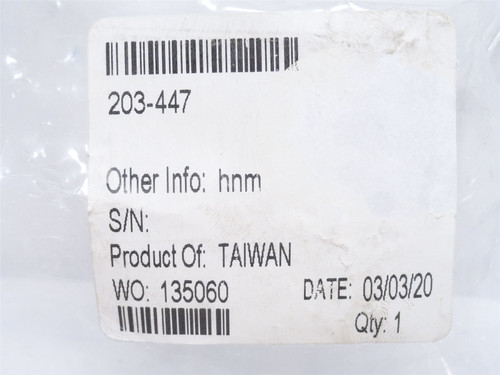 203-447
Other Info: hnm
S/N:
Product Of: TAIWAN
WO: 135060 DATE: 03/03/20
Qty: 1